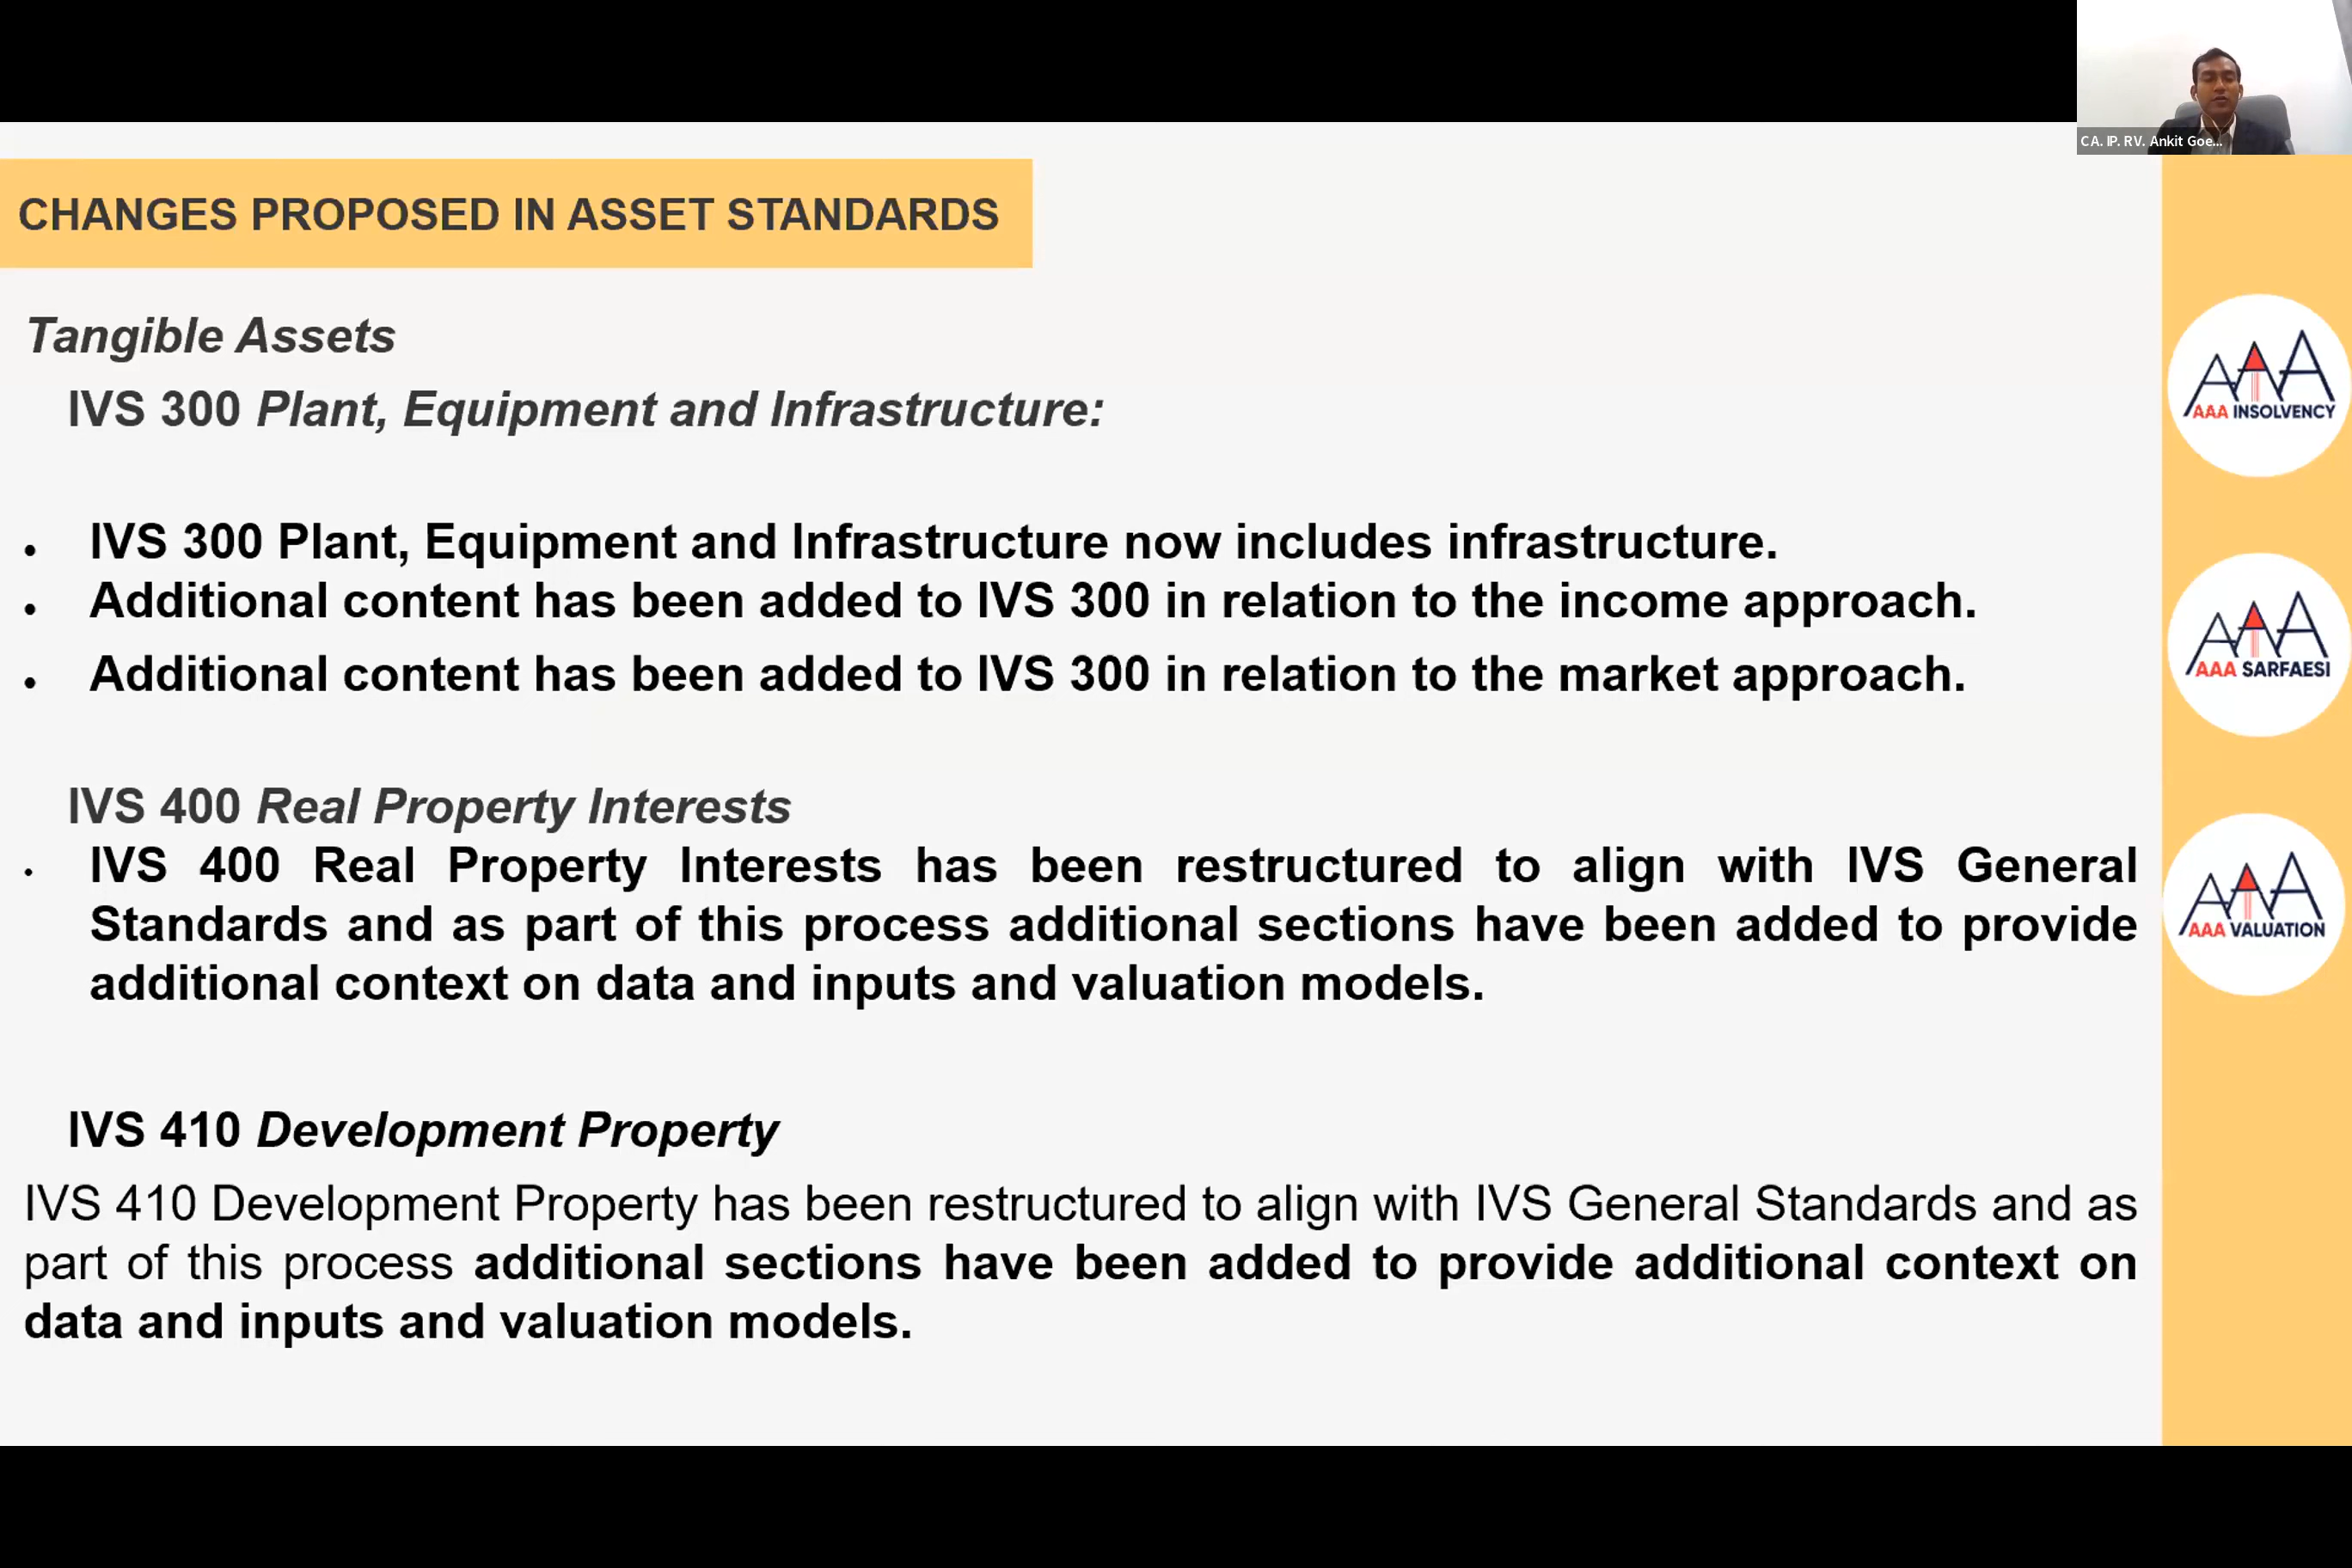 CA. IP. RV. Ankit Goe...
CHANGES PROPOSED IN ASSET STANDARDS
Tangible Assets
IVS 300 Plant, Equipment and Infrastructure:
• IVS 300 Plant, Equipment and Infrastructure now includes infrastructure.
• Additional content has been added to IVS 300 in relation to the income approach.
• Additional content has been added to IVS 300 in relation to the market approach.
IVS 400 Real Property Interests
• IVS 400 Real Property Interests has been restructured to align with IVS General
Standards and as part of this process additional sections have been added to provide
additional context on data and inputs and valuation models.
IVS 410 Development Property
IVS 410 Development Property has been restructured to align with IVS General Standards and as
part of this process additional sections have been added to provide additional context on
data and inputs and valuation models.
AAA
AAA INSOLVENCY
AAA
AAA SARFAESI
AAA
AAA VALUATION